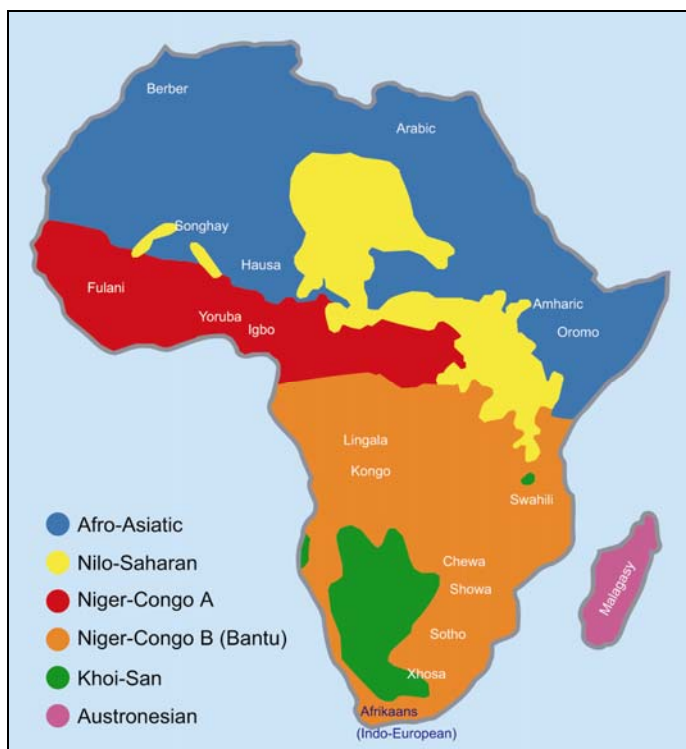 Berber
Arabic
Songhay
Hausa
Fulani
Yoruba
Igbo
Amharic
Oromo
Lingala
Kongo
Swahili
Chewa
Showa
Sotho
Xhosa
Malagasy
Afrikaans
(Indo-European)
Afro-Asiatic
Nilo-Saharan
Niger-Congo A
Niger-Congo B (Bantu)
Khoi-San
Austronesian